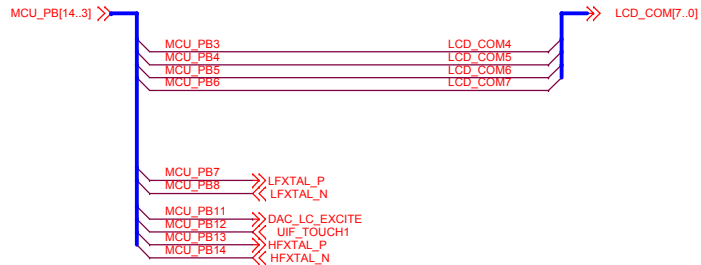 MCU_PB[14..3] LCD_COM[7..0]
MCU_PB3 LCD_COM4
MCU_PB4 LCD_COM5
MCU_PB5 LCD_COM6
MCU_PB6 LCD_COM7
MCU_PB7 LFXTAL_P
MCU_PB8 LFXTAL_N
MCU_PB11 DAC_LC_EXCITE
MCU_PB12 UIF_TOUCH1
MCU_PB13 HFXTAL_P
MCU_PB14 HFXTAL_N